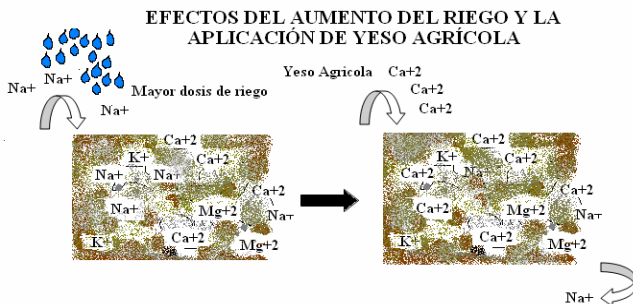 EFECTOS DEL AUMENTO DEL RIEGO Y LA
APLICACIÓN DE YESO AGRÍCOLA
Na+
Na+
Mayor dosis de riego
Na+
Yeso Agricola
Ca+2
Ca+2
Ca+2
Ca+2
K+
Ca+2
Na+
Na+
Ca+2
Na+
Mg+2
Na+
K+
Ca+2
Mg+2
Ca+2
K+
Ca+2
Ca+2
Na
Ca+2
Ca+2
Mg+2
Na+
K+
Ca+2
Mg+2
Na+